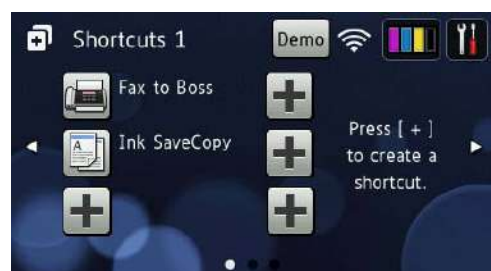 Shortcuts 1
Demo
Fax to Boss
Ink SaveCopy
Press [ + ]
to create a
shortcut.